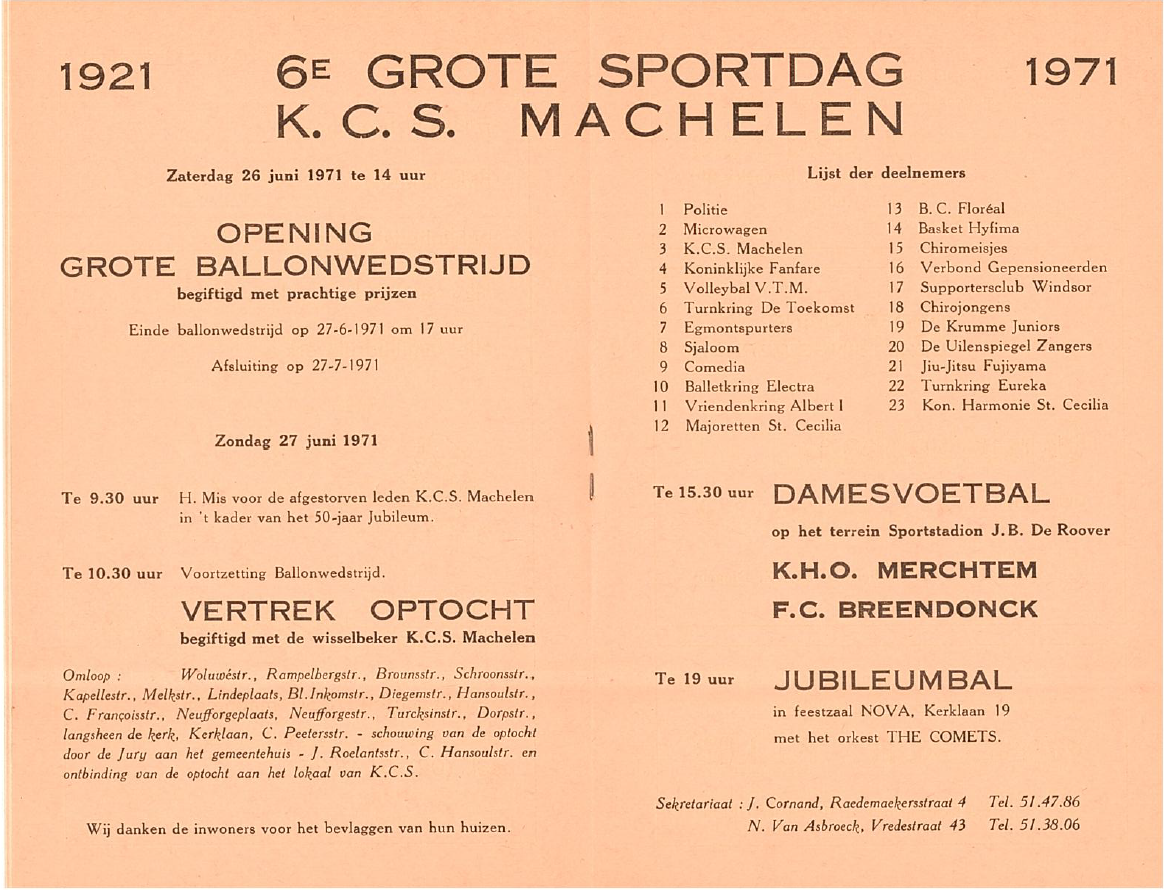 1921 6E GROTE SPORTDAG 1971
K. C. S. MACHELEN
Zaterdag 26 juni 1971 te 14 uur
OPENING
GROTE BALLONWEDSTRIJD
begiftigd met prachtige prijzen
Einde ballonwedstrijd op 27-6-1971 om 17 uur
Afsluiting op 27-7-1971
Zondag 27 juni 1971
Te 9.30 uur H. Mis voor de afgestorven leden K.C.S. Machelen
in 't kader van het 50-jaar Jubileum.
Te 10.30 uur Voortzetting Ballonwedstrijd.
VERTREK OPTOCHT
begiftigd met de wisselbeker K.C.S. Machelen
Omloop : Woluwéstr., Rampelbergstr., Brounsstr., Schroonsstr.,
Kapellestr., Melkstr., Lindeplaats, Bl.Inkomstr., Diegemstr., Hansoulstr.,
C. Françoisstr., Neufforgeplaats, Neufforgestr., Turcksinstr., Dorpstr.,
langsheen de kerk, Kerklaan, C. Peetersstr. - schouwing van de optocht
door de Jury aan het gemeentehuis - J. Roelantsstr., C. Hansoulstr. en
ontbinding van de optocht aan het lokaal van K.C.S.
Wij danken de inwoners voor het bevlaggen van hun huizen.
Lijst der deelnemers
1 Politie
2 Microwagen
3 K.C.S. Machelen
4 Koninklijke Fanfare
5 Volleybal V.T.M.
6 Turnkring De Toekomst
7 Egmontspurters
8 Sjaloom
9 Comedia
10 Balletkring Electra
11 Vriendenkring Albert I
12 Majoretten St. Cecilia
13 B.C. Floréal
14 Basket Hyfima
15 Chiromeisjes
16 Verbond Gepensioneerden
17 Supportersclub Windsor
18 Chirojongens
19 De Krumme Juniors
20 De Uilenspiegel Zangers
21 Jiu-Jitsu Fujiyama
22 Turnkring Eureka
23 Kon. Harmonie St. Cecilia
Te 15.30 uur DAMESVOETBAL
op het terrein Sportstadion J.B. De Roover
K.H.O. MERCHTEM
F.C. BREENDONCK
Te 19 uur JUBILEUMBAL
in feestzaal NOVA, Kerklaan 19
met het orkest THE COMETS.
Sekretariaat : J. Cornand, Raedemaekersstraat 4 Tel. 51.47.86
N. Van Asbroeck, Vredestraat 43 Tel. 51.38.06